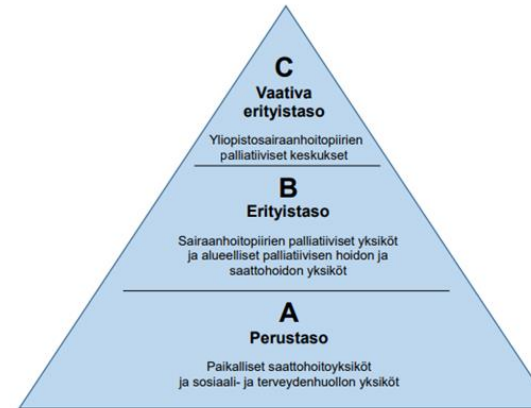 C
Vaativa
erityistaso
Yliopistosairaanhoitopiirien
palliatiiviset keskukset
B
Erityistaso
Sairaanhoitopiirien palliatiiviset yksiköt
ja alueelliset palliatiivisen hoidon ja
saattohoidon yksiköt
A
Perustaso
Paikalliset saattohoitoyksiköt
ja sosiaali- ja terveydenhuollon yksiköt